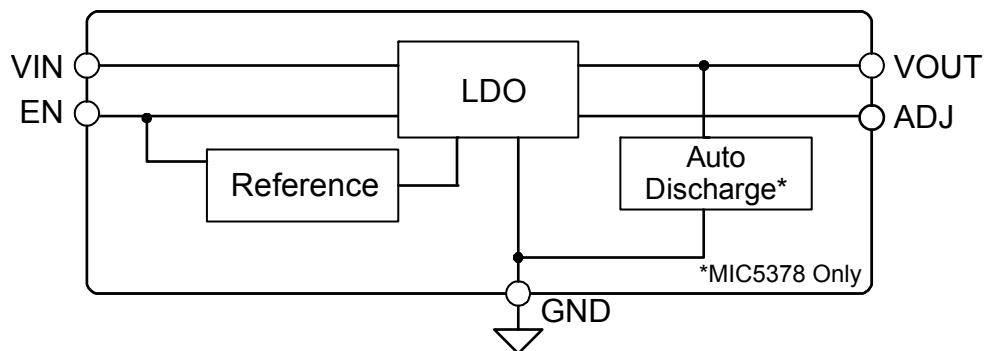 VIN
EN
LDO
Reference
VOUT
ADJ
Auto
Discharge*
*MIC5378 Only
GND